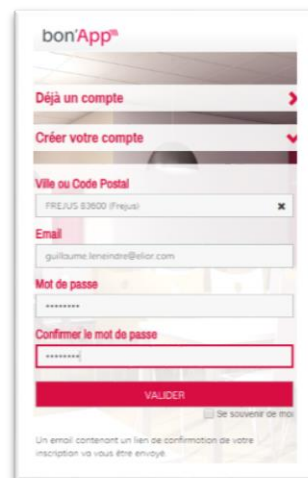 bon'App
Déjà un compte
Créer votre compte
Ville ou Code Postal
FREJUS 83600 (Frejus)
Email
guillaume.leneindre@elior.com
Mot de passe
••••••••
Confirmer le mot de passe
••••••••
VALIDER
Se souvenir de moi
Un email contenant un lien de confirmation de votre
inscription va vous être envoyé.